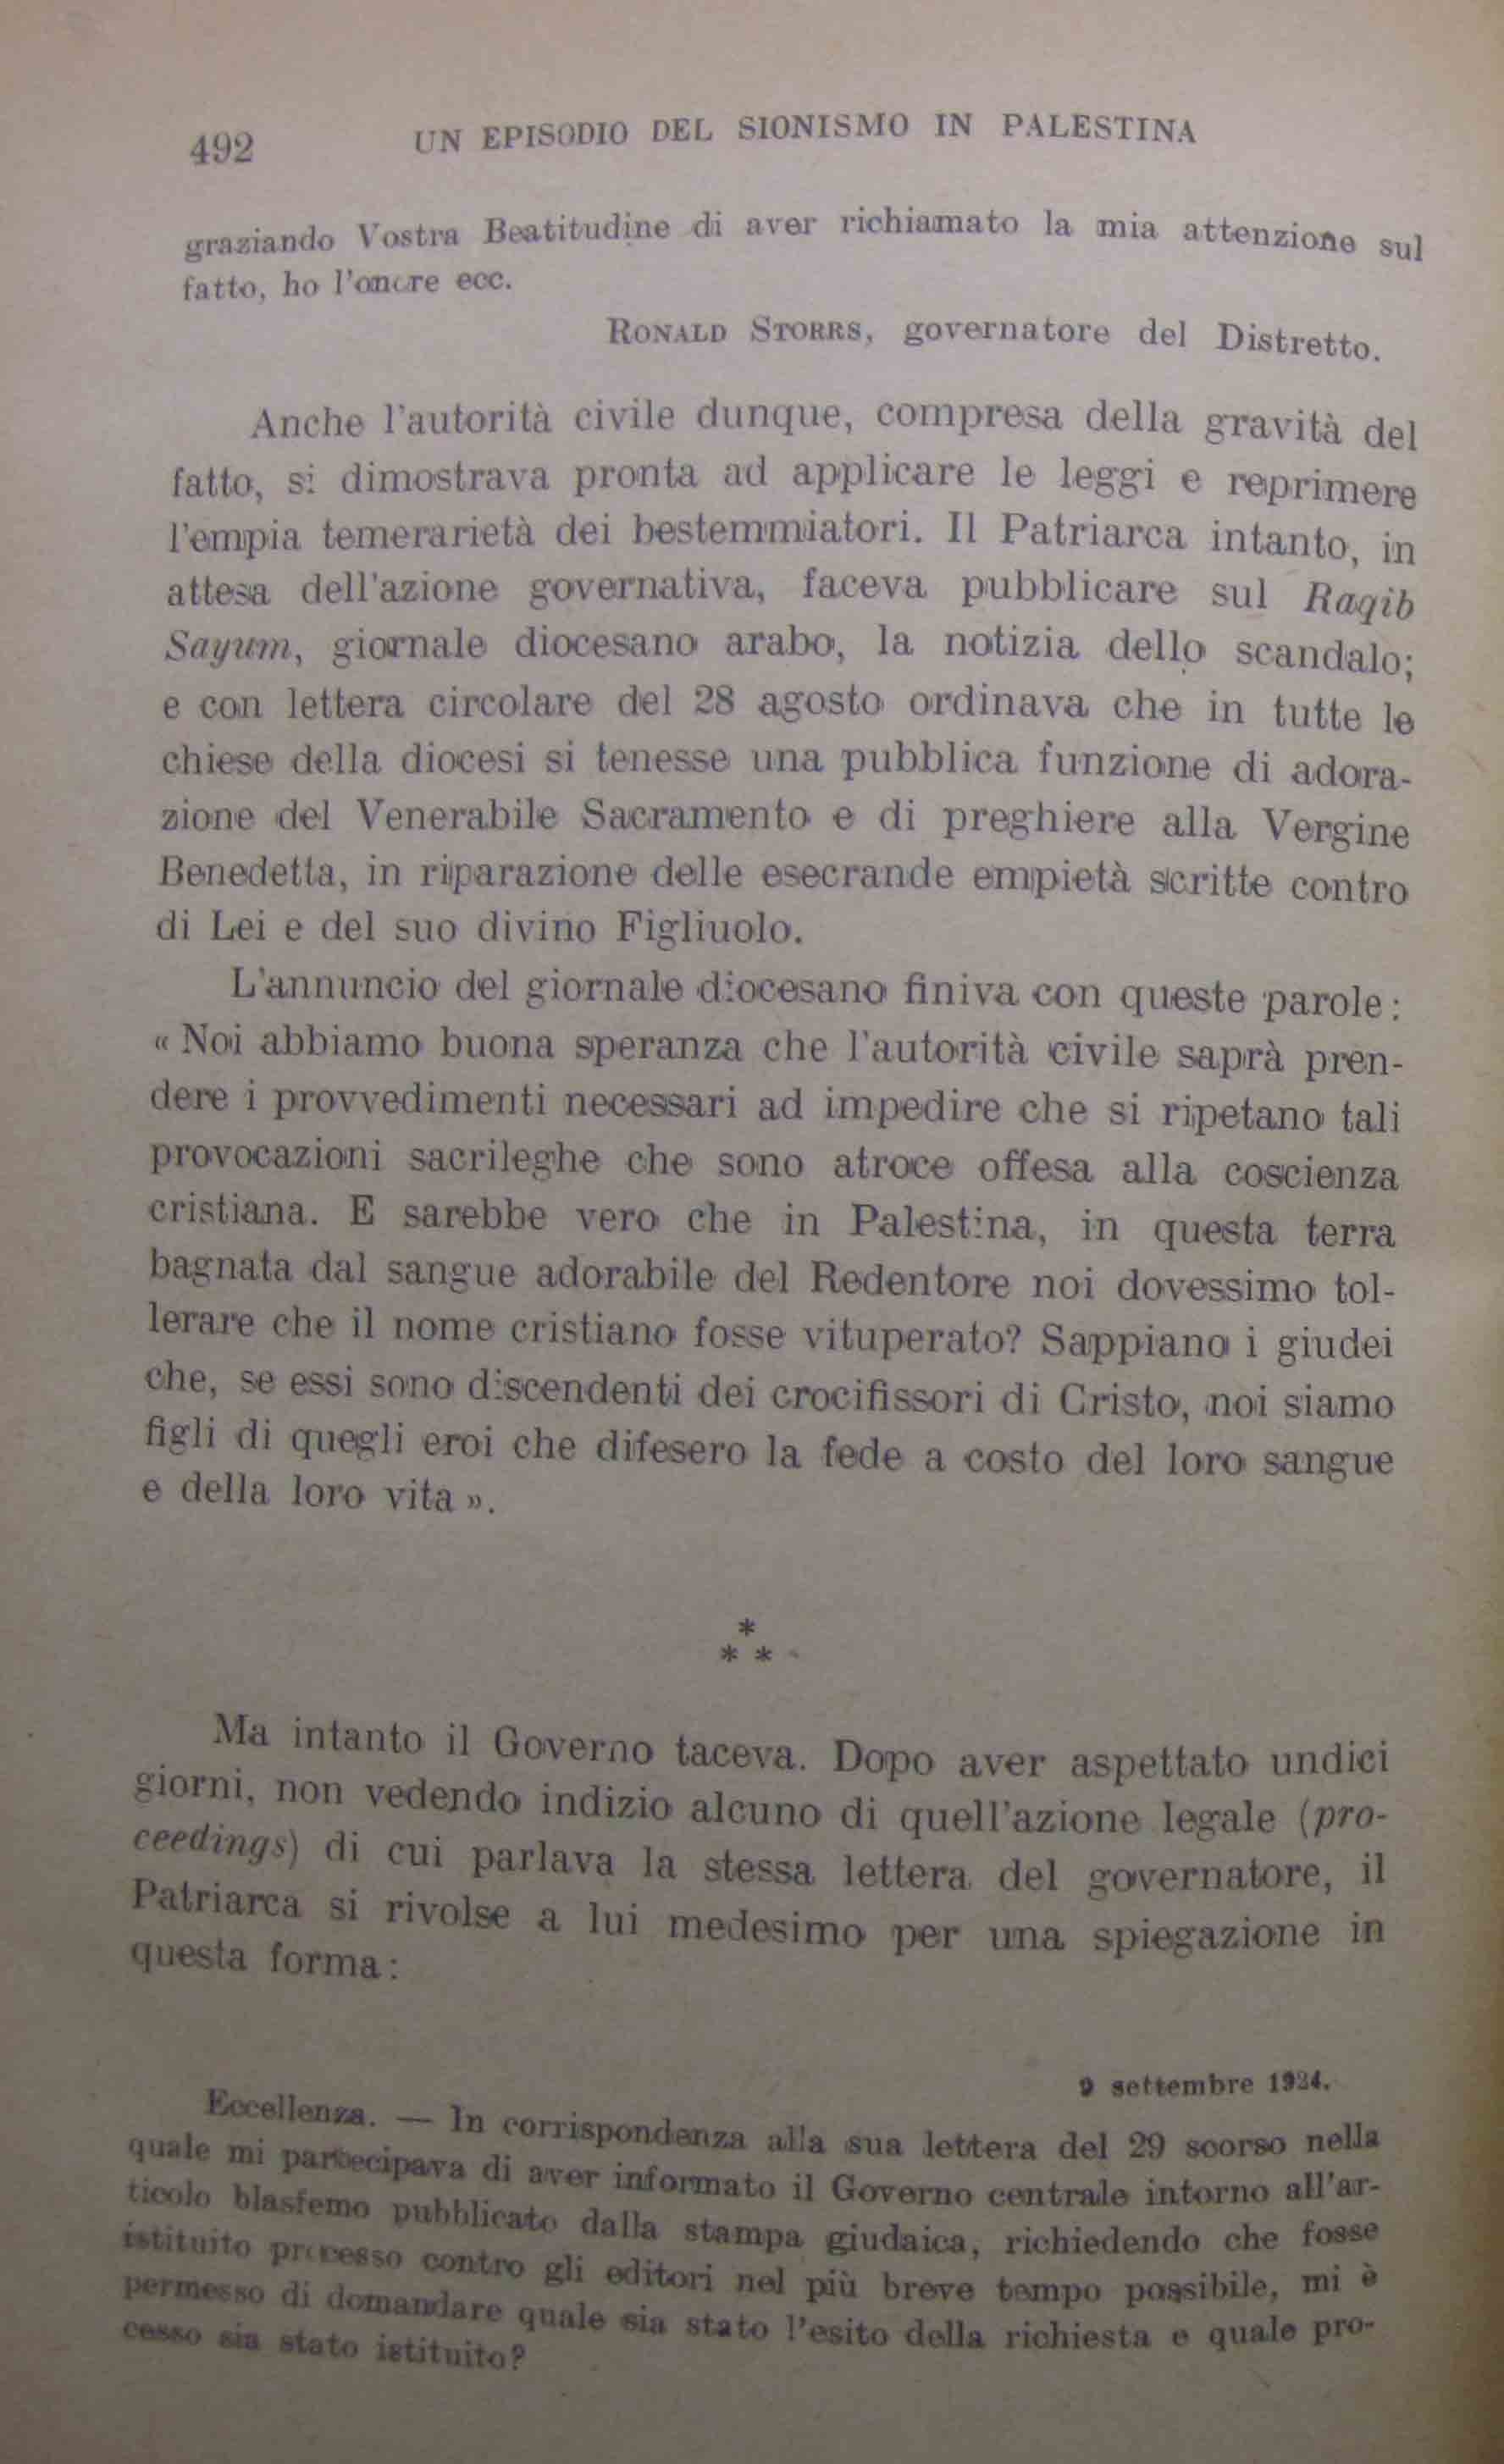 492 UN EPISODIO DEL SIONISMO IN PALESTINA
graziando Vostra Beatitudine di aver richiamato la mia attenzione sul
fatto, ho l'onore ecc.
RONALD STORRS, governatore del Distretto.
Anche l'autorità civile dunque, compresa della gravità del
fatto, si dimostrava pronta ad applicare le leggi e reprimere
l'empia temerarietà dei bestemmiatori. Il Patriarca intanto, in
attesa dell'azione governativa, faceva pubblicare sul Raqib
Sayum, giornale diocesano arabo, la notizia dello scandalo;
e con lettera circolare del 28 agosto ordinava che in tutte le
chiese della diocesi si tenesse una pubblica funzione di adora-
zione del Venerabile Sacramento e di preghiere alla Vergine
Benedetta, in riparazione delle esecrande empietà scritte contro
di Lei e del suo divino Figliuolo.
L'annuncio del giornale diocesano finiva con queste parole:
« Noi abbiamo buona speranza che l'autorità civile saprà pren-
dere i provvedimenti necessari ad impedire che si ripetano tali
provocazioni sacrileghe che sono atroce offesa alla coscienza
cristiana. E sarebbe vero che in Palestina, in questa terra
bagnata dal sangue adorabile del Redentore noi dovessimo tol-
lerare che il nome cristiano fosse vituperato? Sappiano i giudei
che, se essi sono discendenti dei crocifissori di Cristo, noi siamo
figli di quegli eroi che difesero la fede a costo del loro sangue
e della loro vita ».
*
* *
Ma intanto il Governo taceva. Dopo aver aspettato undici
giorni, non vedendo indizio alcuno di quell'azione legale (pro-
ceedings) di cui parlava la stessa lettera del governatore, il
Patriarca si rivolse a lui medesimo per una spiegazione in
questa forma:
9 settembre 1924.
Eccellenza. — In corrispondenza alla sua lettera del 29 scorso nella
quale mi partecipava di aver informato il Governo centrale intorno all'ar-
ticolo blasfemo pubblicato dalla stampa giudaica, richiedendo che fosse
istituito processo contro gli editori nel più breve tempo possibile, mi è
permesso di domandare quale sia stato l'esito della richiesta e quale pro-
cesso sia stato istituito?